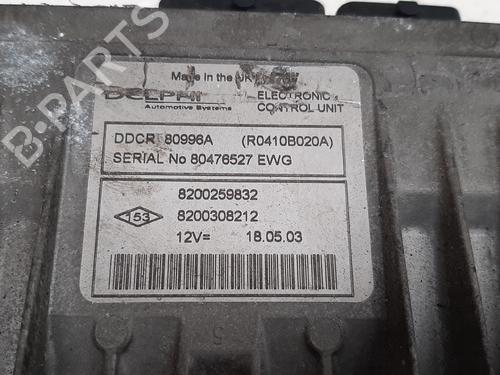 B-PARTS
Made in the UK
DELPHI
Automotive Systems
ELECTRONIC
CONTROL UNIT
DDCR 80996A (R0410B020A)
SERIAL No 80476527 EWG
8200259832
153
8200308212
12V= 18.05.03
5